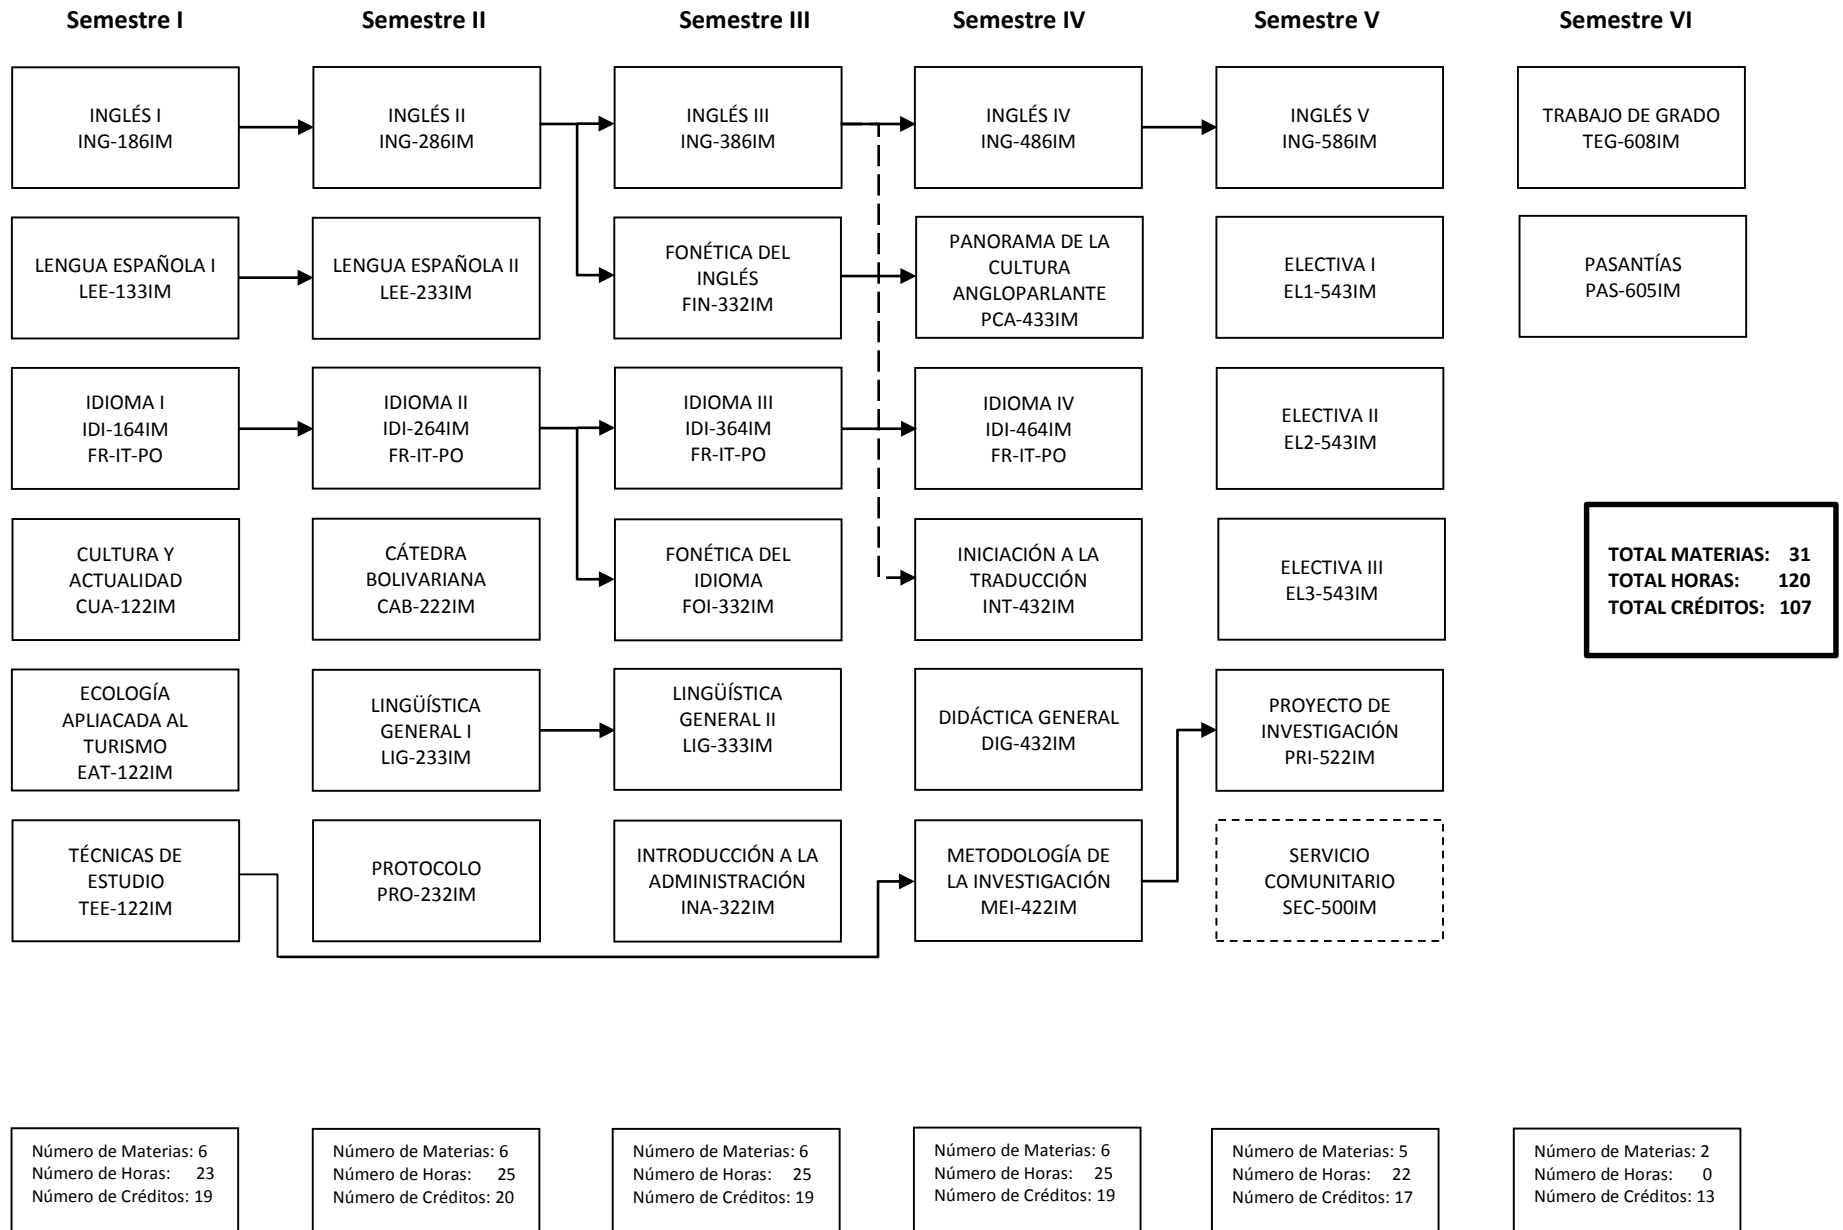 Semestre I
Semestre II
Semestre III
Semestre IV
Semestre V
Semestre VI
INGLÉS I
ING-186IM
INGLÉS II
ING-286IM
INGLÉS III
ING-386IM
INGLÉS IV
ING-486IM
INGLÉS V
ING-586IM
TRABAJO DE GRADO
TEG-608IM
LENGUA ESPAÑOLA I
LEE-133IM
LENGUA ESPAÑOLA II
LEE-233IM
FONÉTICA DEL
INGLÉS
FIN-332IM
PANORAMA DE LA
CULTURA
ANGLOPARLANTE
PCA-433IM
ELECTIVA I
EL1-543IM
PASANTÍAS
PAS-605IM
IDIOMA I
IDI-164IM
FR-IT-PO
IDIOMA II
IDI-264IM
FR-IT-PO
IDIOMA III
IDI-364IM
FR-IT-PO
IDIOMA IV
IDI-464IM
FR-IT-PO
ELECTIVA II
EL2-543IM
CULTURA Y
ACTUALIDAD
CUA-122IM
CÁTEDRA
BOLIVARIANA
CAB-222IM
FONÉTICA DEL
IDIOMA
FOI-332IM
INICIACIÓN A LA
TRADUCCIÓN
INT-432IM
ELECTIVA III
EL3-543IM
TOTAL MATERIAS: 31
TOTAL HORAS: 120
TOTAL CRÉDITOS: 107
ECOLOGÍA
APLIACADA AL
TURISMO
EAT-122IM
LINGÜÍSTICA
GENERAL I
LIG-233IM
LINGÜÍSTICA
GENERAL II
LIG-333IM
DIDÁCTICA GENERAL
DIG-432IM
PROYECTO DE
INVESTIGACIÓN
PRI-522IM
TÉCNICAS DE
ESTUDIO
TEE-122IM
PROTOCOLO
PRO-232IM
INTRODUCCIÓN A LA
ADMINISTRACIÓN
INA-322IM
METODOLOGÍA DE
LA INVESTIGACIÓN
MEI-422IM
SERVICIO
COMUNITARIO
SEC-500IM
Número de Materias: 6
Número de Horas: 23
Número de Créditos: 19
Número de Materias: 6
Número de Horas: 25
Número de Créditos: 20
Número de Materias: 6
Número de Horas: 25
Número de Créditos: 19
Número de Materias: 6
Número de Horas: 25
Número de Créditos: 19
Número de Materias: 5
Número de Horas: 22
Número de Créditos: 17
Número de Materias: 2
Número de Horas: 0
Número de Créditos: 13